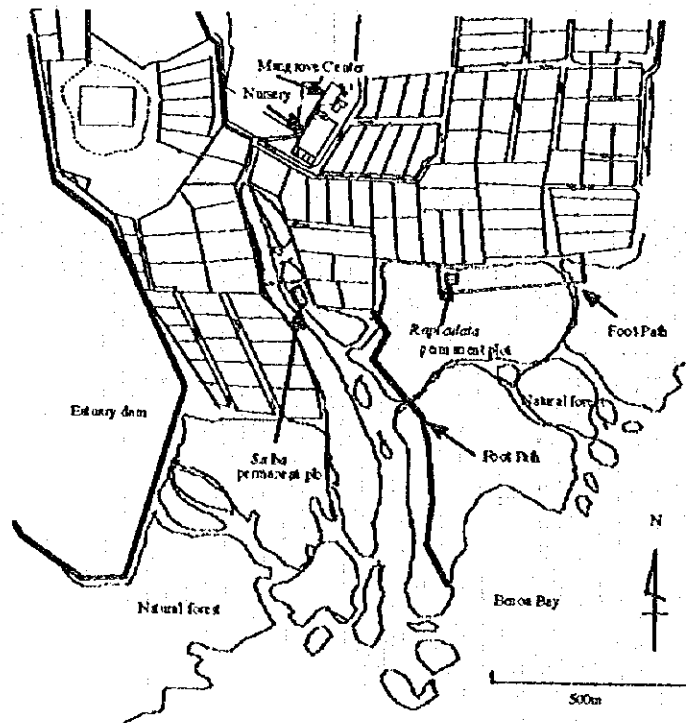 Mangrove Center
Nursery
R.apiculata
permanent plot
Foot Path
Estuary dam
Natural forest
S.alba
permanent plo
Foot Path
N
Natural forest
Benoa Bay
500m